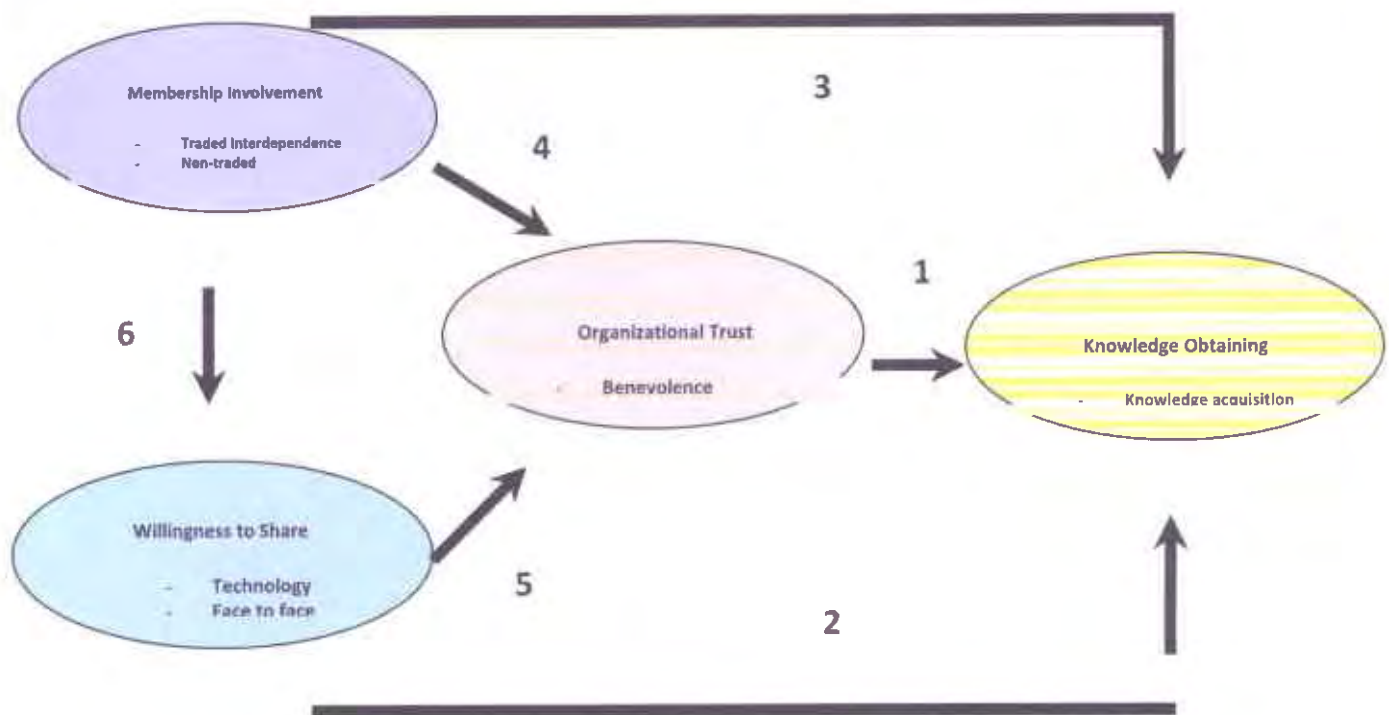 3
Membership Involvement
- Traded Interdependence
- Non-traded
4
1
6
Organizational Trust
- Benevolence
Knowledge Obtaining
- Knowledge acquisition
Willingness to Share
- Technology
- Face to face
5
2